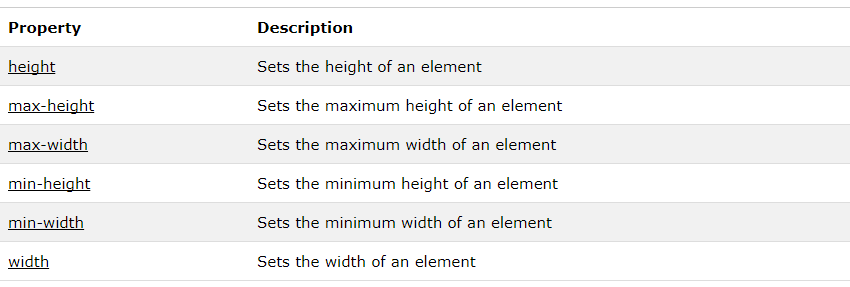 Property Description
height Sets the height of an element
max-height Sets the maximum height of an element
max-width Sets the maximum width of an element
min-height Sets the minimum height of an element
min-width Sets the minimum width of an element
width Sets the width of an element